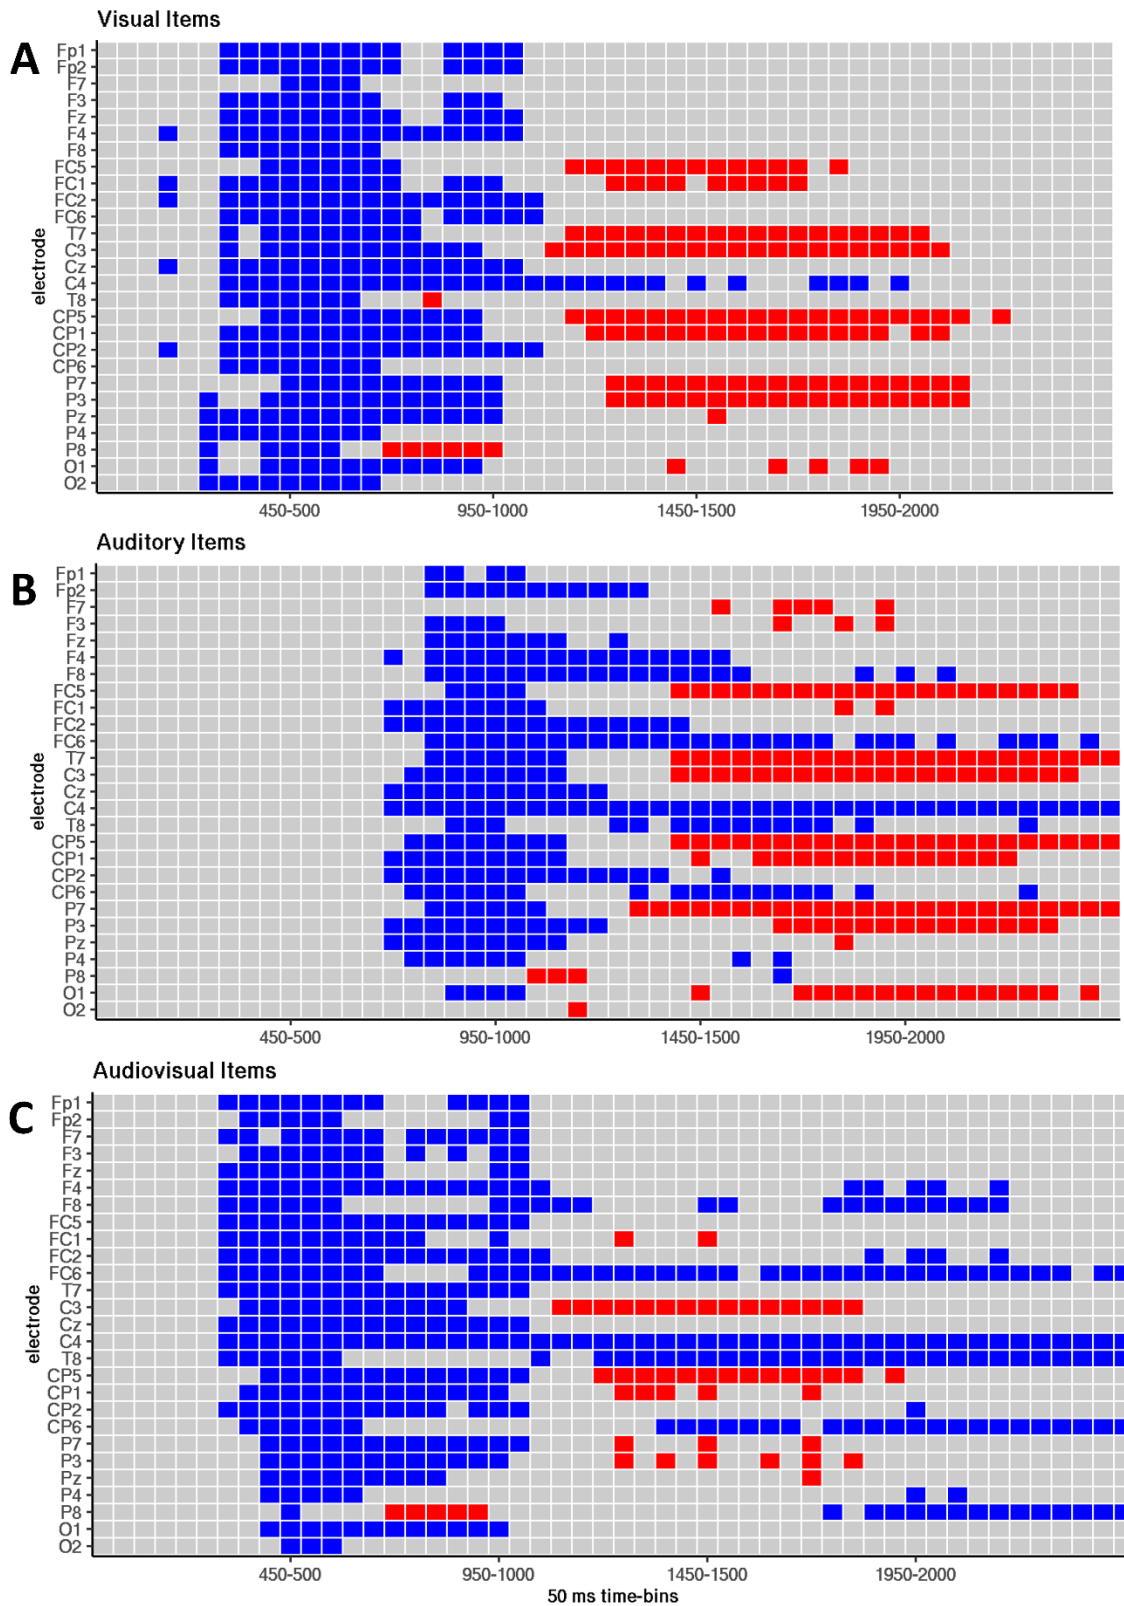 Visual Items
A
Fp1
Fp2
F7
F3
Fz
F4
F8
FC5
FC1
FC2
FC6
T7
C3
Cz
C4
T8
CP5
CP1
CP2
CP6
P7
P3
Pz
P4
P8
O1
O2
electrode
450-500 950-1000 1450-1500 1950-2000
Auditory Items
B
Fp1
Fp2
F7
F3
Fz
F4
F8
FC5
FC1
FC2
FC6
T7
C3
Cz
C4
T8
CP5
CP1
CP2
CP6
P7
P3
Pz
P4
P8
O1
O2
electrode
450-500 950-1000 1450-1500 1950-2000
Audiovisual Items
C
Fp1
Fp2
F7
F3
Fz
F4
F8
FC5
FC1
FC2
FC6
T7
C3
Cz
C4
T8
CP5
CP1
CP2
CP6
P7
P3
Pz
P4
P8
O1
O2
electrode
450-500 950-1000 1450-1500 1950-2000
50 ms time-bins